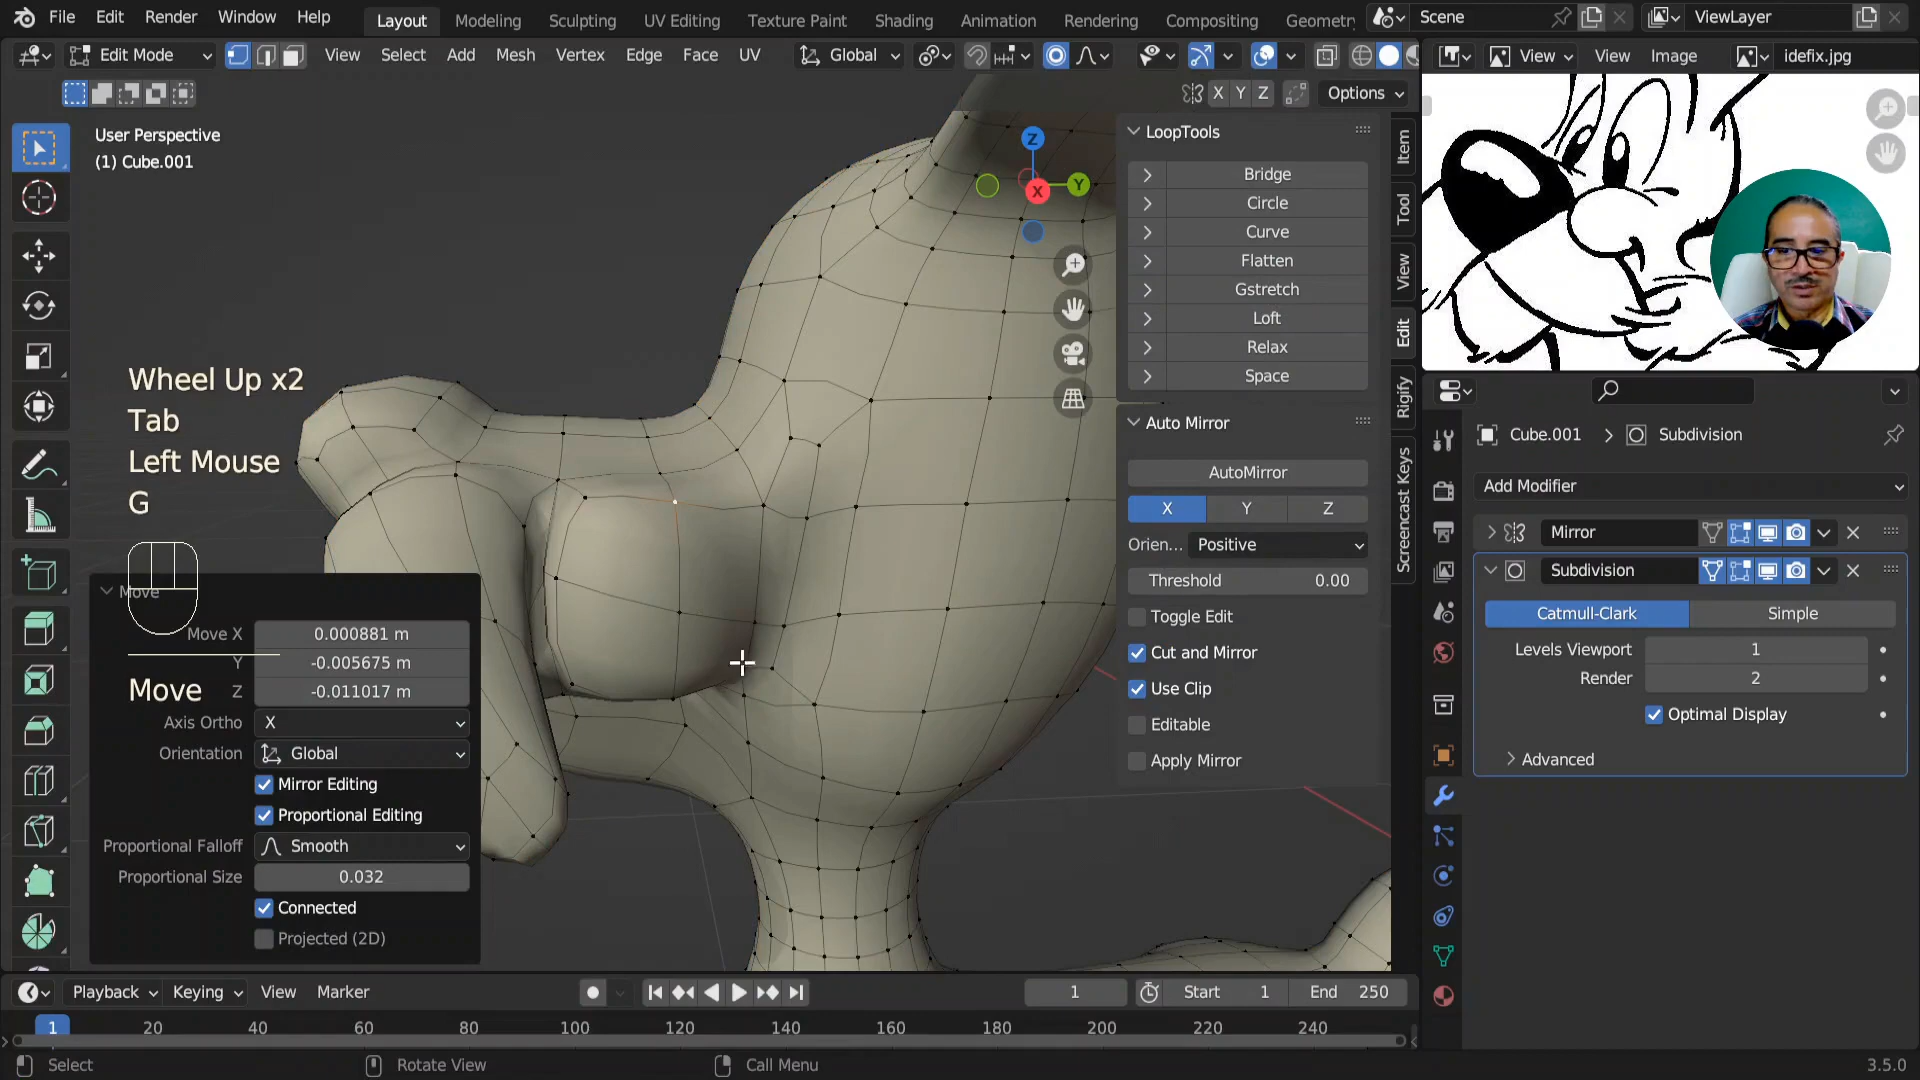 File Edit Render Window Help Layout Modeling Sculpting UV Editing Texture Paint Shading Animation Rendering Compositing Geometr Scene ViewLayer
Edit Mode View Select Add Mesh Vertex Edge Face UV Global View View Image idefix.jpg
X Y Z Options
User Perspective
(1) Cube.001
LoopTools
Bridge
Circle
Curve
Flatten
Gstretch
Loft
Relax
Space
Auto Mirror
AutoMirror
X Y Z
Orien... Positive
Threshold 0.00
Toggle Edit
Cut and Mirror
Use Clip
Editable
Apply Mirror
Z
X
Y
Item
Tool
View
Edit
Rigify
Screencast Keys
Wheel Up x2
Tab
Left Mouse
G
Move
Move
Move X 0.000881 m
Y -0.005675 m
Z -0.011017 m
Axis Ortho X
Orientation Global
Mirror Editing
Proportional Editing
Proportional Falloff Smooth
Proportional Size 0.032
Connected
Projected (2D)
Cube.001 > Subdivision
Add Modifier
Mirror
Subdivision
Catmull-Clark Simple
Levels Viewport 1
Render 2
Optimal Display
Advanced
Playback Keying View Marker 1 Start 1 End 250
1 20 40 60 80 100 120 140 160 180 200 220 240
Select Rotate View Call Menu 3.5.0